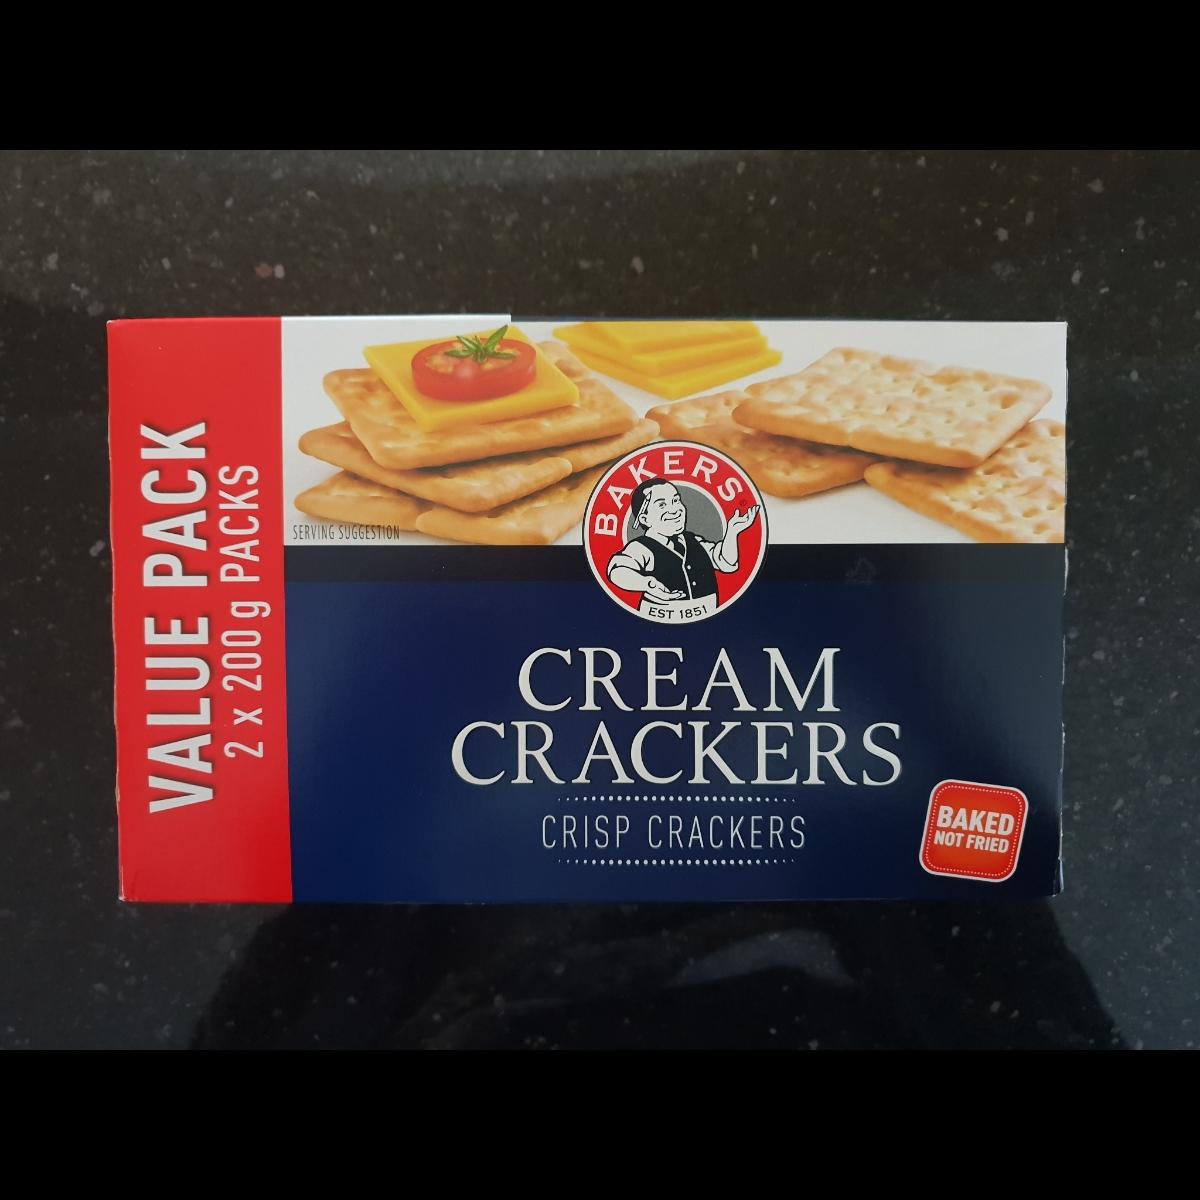 VALUE PACK
2 x 200 g PACKS
SERVING SUGGESTION
BAKERS
EST 1851
CREAM
CRACKERS
CRISP CRACKERS
BAKED
NOT FRIED